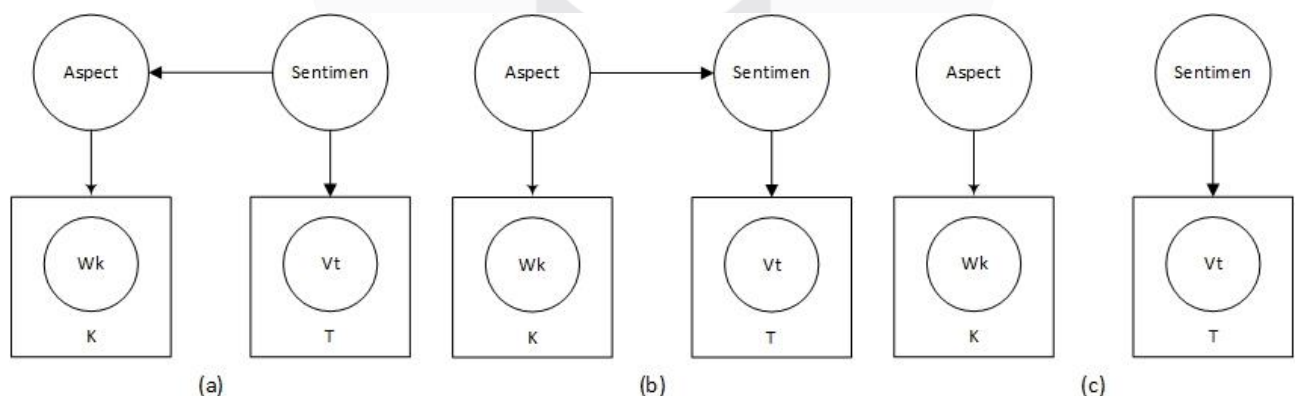 Aspect Sentimen Aspect Sentimen Aspect Sentimen
Wk Vt Wk Vt Wk Vt
K T K T K T
(a) (b) (c)